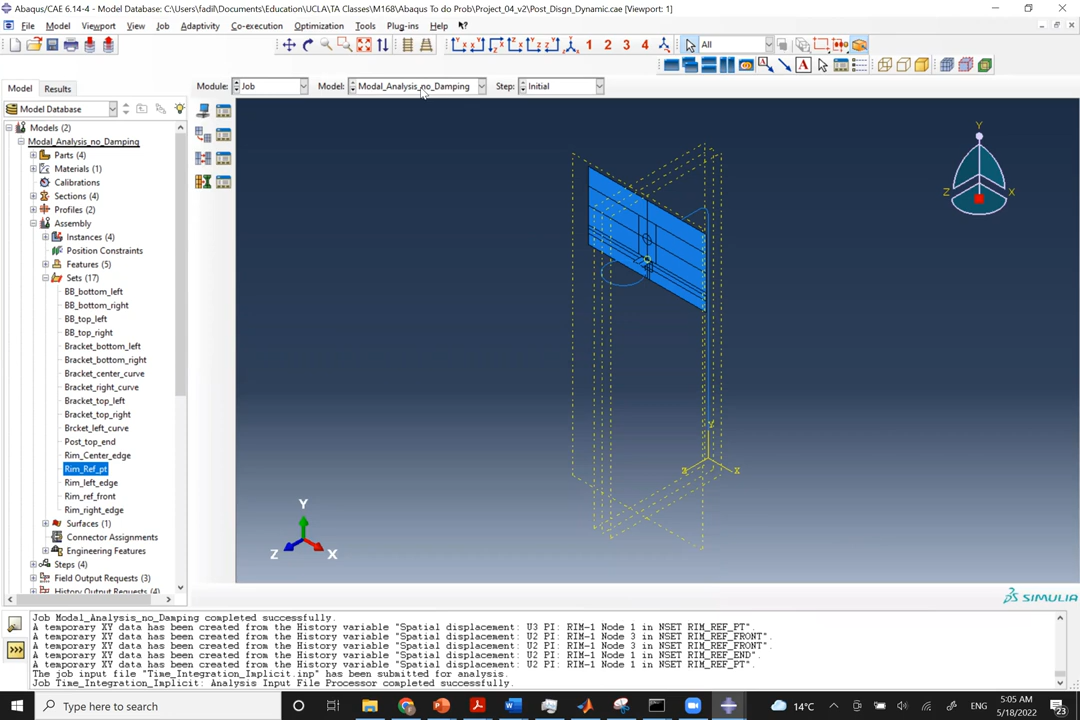 Abaqus/CAE 6.14-4 - Model Database: C:\Users\fadil\Documents\Education\UCLA\TA Classes\M168\Abaqus To do Prob\Project_04_v2\Post_Disgn_Dynamic.cae [Viewport: 1]
File Model Viewport View Job Adaptivity Co-execution Optimization Tools Plug-ins Help
1 2 3 4 All
Model Results Module: Job Model: Modal_Analysis_no_Damping Step: Initial
Model Database
Models (2)
Modal_Analysis_no_Damping
Parts (4)
Materials (1)
Calibrations
Sections (4)
Profiles (2)
Assembly
Instances (4)
Position Constraints
Features (5)
Sets (17)
BB_bottom_left
BB_bottom_right
BB_top_left
BB_top_right
Bracket_bottom_left
Bracket_bottom_right
Bracket_center_curve
Bracket_right_curve
Bracket_top_left
Bracket_top_right
Brcket_left_curve
Post_top_end
Rim_Center_edge
Rim_Ref_pt
Rim_left_edge
Rim_ref_front
Rim_right_edge
Surfaces (1)
Connector Assignments
Engineering Features
Steps (4)
Field Output Requests (3)
History Output Requests (4)
Y
Z X
Y
Z X
Y
Z X
SIMULIA
Job Modal_Analysis_no_Damping completed successfully.
A temporary XY data has been created from the History variable "Spatial displacement: U3 PI: RIM-1 Node 1 in NSET RIM_REF_PT".
A temporary XY data has been created from the History variable "Spatial displacement: U2 PI: RIM-1 Node 3 in NSET RIM_REF_FRONT".
A temporary XY data has been created from the History variable "Spatial displacement: U2 PI: RIM-1 Node 3 in NSET RIM_REF_FRONT".
A temporary XY data has been created from the History variable "Spatial displacement: U2 PI: RIM-1 Node 1 in NSET RIM_REF_END".
A temporary XY data has been created from the History variable "Spatial displacement: U2 PI: RIM-1 Node 1 in NSET RIM_REF_PT".
The job input file "Time_Integration_Implicit.inp" has been submitted for analysis.
Job Time_Integration_Implicit: Analysis Input File Processor completed successfully.
Type here to search
14°C ENG 5:05 AM
5/18/2022 23